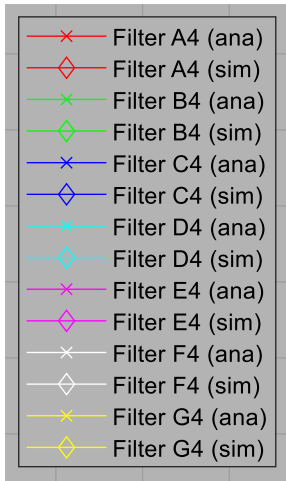 Filter A4 (ana)
Filter A4 (sim)
Filter B4 (ana)
Filter B4 (sim)
Filter C4 (ana)
Filter C4 (sim)
Filter D4 (ana)
Filter D4 (sim)
Filter E4 (ana)
Filter E4 (sim)
Filter F4 (ana)
Filter F4 (sim)
Filter G4 (ana)
Filter G4 (sim)